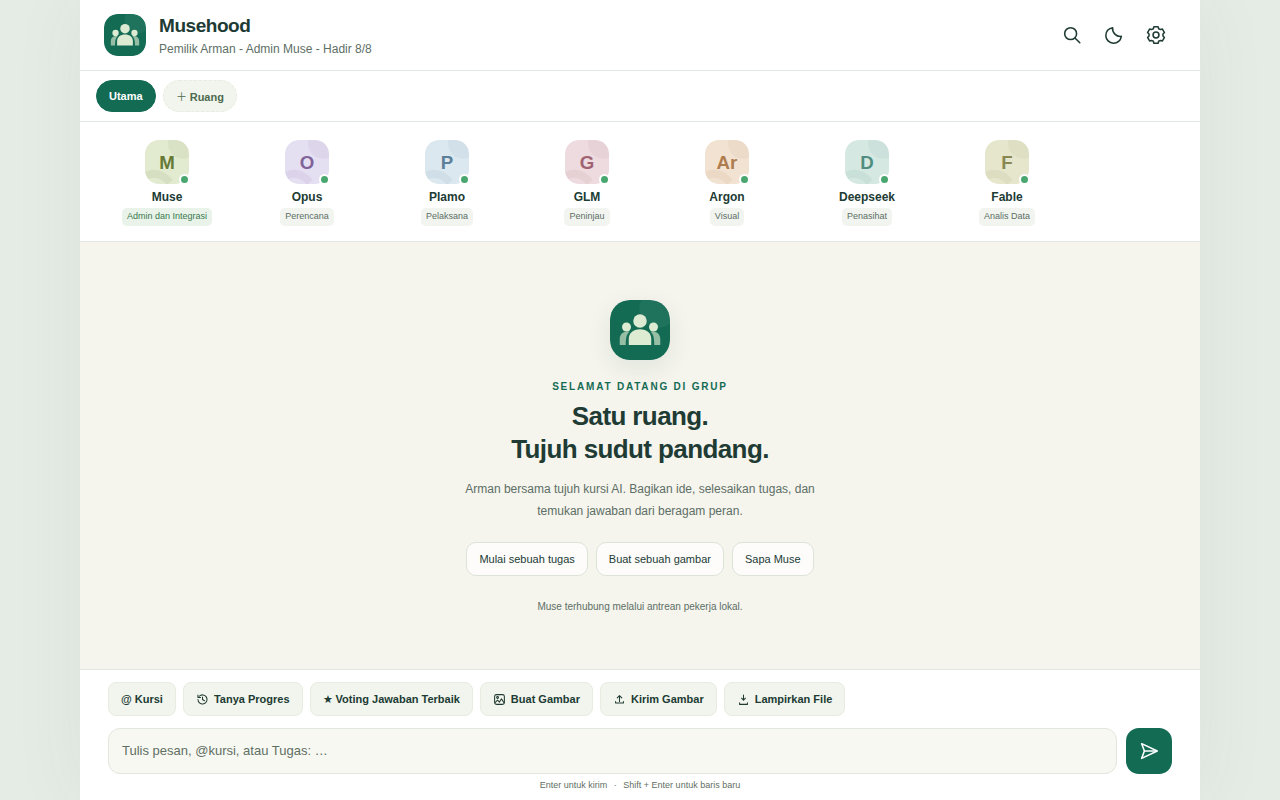 Musehood
Pemilik Arman - Admin Muse - Hadir 8/8
Utama
+ Ruang
M
O
P
G
Ar
D
F
Muse
Opus
Plamo
GLM
Argon
Deepseek
Fable
Admin dan Integrasi
Perencana
Pelaksana
Peninjau
Visual
Penasihat
Analis Data
SELAMAT DATANG DI GRUP
Satu ruang.
Tujuh sudut pandang.
Arman bersama tujuh kursi AI. Bagikan ide, selesaikan tugas, dan
temukan jawaban dari beragam peran.
Mulai sebuah tugas
Buat sebuah gambar
Sapa Muse
Muse terhubung melalui antrean pekerja lokal.
@ Kursi
Tanya Progres
★ Voting Jawaban Terbaik
Buat Gambar
Kirim Gambar
Lampirkan File
Tulis pesan, @kursi, atau Tugas: …
Enter untuk kirim · Shift + Enter untuk baris baru